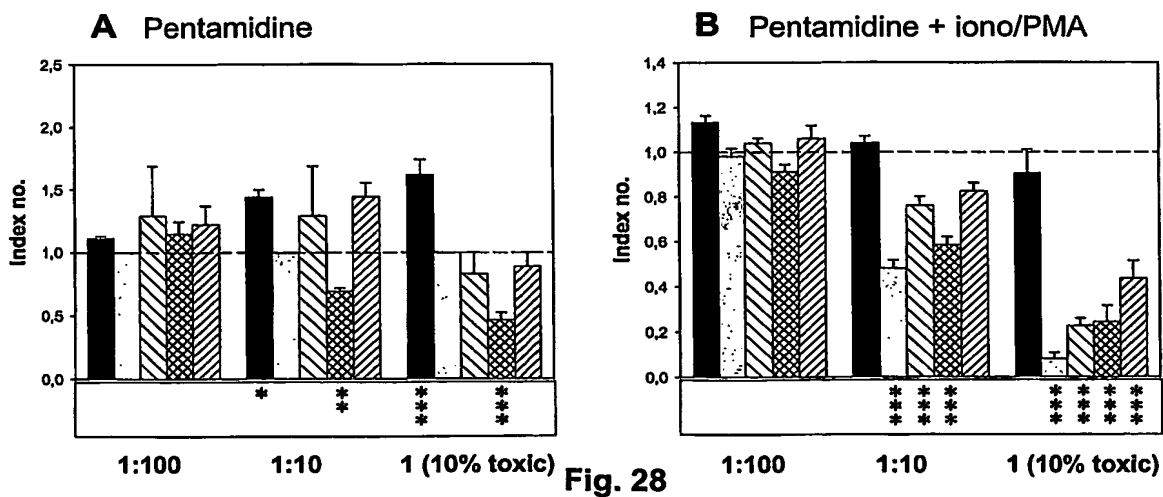 A Pentamidine
2,5
2,0
1,5
1,0
0,5
0,0
Index no.
* ** *** ***
1:100 1:10 1 (10% toxic)
B Pentamidine + iono/PMA
1,4
1,2
1,0
0,8
0,6
0,4
0,2
0,0
Index no.
*** *** *** *** *** *** ***
1:100 1:10 1 (10% toxic)
Fig. 28